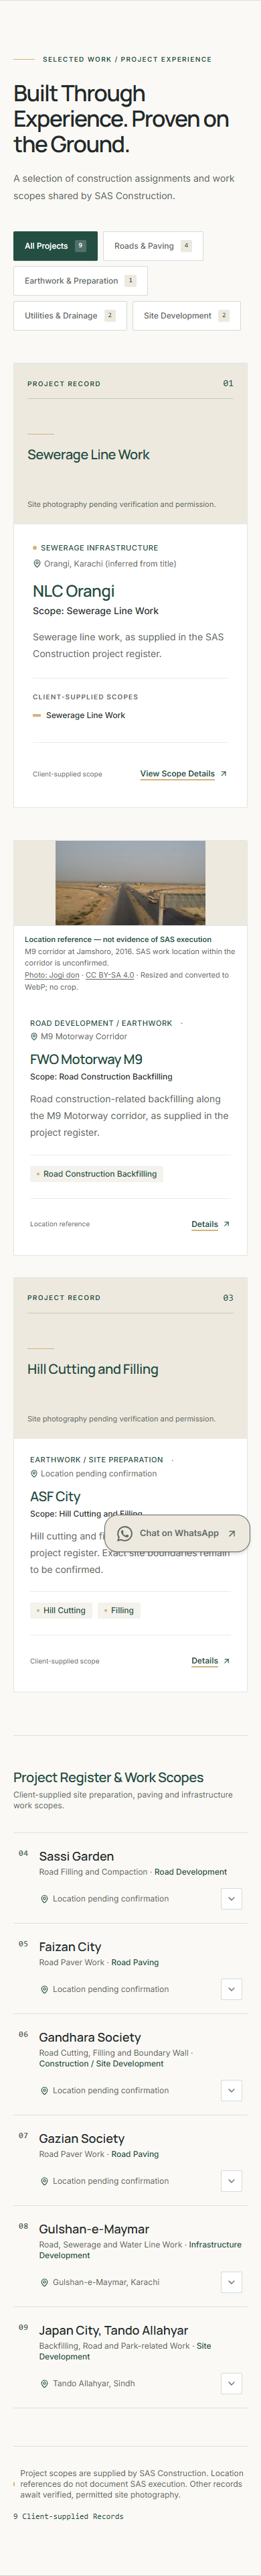 SELECTED WORK / PROJECT EXPERIENCE
Built Through
Experience. Proven on
the Ground.
A selection of construction assignments and work
scopes shared by SAS Construction.
All Projects 9
Roads & Paving 4
Earthwork & Preparation 1
Utilities & Drainage 2
Site Development 2
PROJECT RECORD 01
Sewerage Line Work
Site photography pending verification and permission.
SEWERAGE INFRASTRUCTURE
Orangi, Karachi (inferred from title)
NLC Orangi
Scope: Sewerage Line Work
Sewerage line work, as supplied in the SAS
Construction project register.
CLIENT-SUPPLIED SCOPES
Sewerage Line Work
Client-supplied scope
View Scope Details
Location reference — not evidence of SAS execution
M9 corridor at Jamshoro, 2016. SAS work location within the
corridor is unconfirmed.
Photo: Jogi don · CC BY-SA 4.0 · Resized and converted to
WebP; no crop.
ROAD DEVELOPMENT / EARTHWORK ·
M9 Motorway Corridor
FWO Motorway M9
Scope: Road Construction Backfilling
Road construction-related backfilling along
the M9 Motorway corridor, as supplied in the
project register.
Road Construction Backfilling
Location reference
Details
PROJECT RECORD 03
Hill Cutting and Filling
Site photography pending verification and permission.
EARTHWORK / SITE PREPARATION ·
Location pending confirmation
ASF City
Scope: Hill Cutting and Filling
Hill cutting and fi
Chat on WhatsApp
project register. Exact site boundaries remain
to be confirmed.
Hill Cutting
Filling
Client-supplied scope
Details
Project Register & Work Scopes
Client-supplied site preparation, paving and infrastructure
work scopes.
04 Sassi Garden
Road Filling and Compaction · Road Development
Location pending confirmation
05 Faizan City
Road Paver Work · Road Paving
Location pending confirmation
06 Gandhara Society
Road Cutting, Filling and Boundary Wall ·
Construction / Site Development
Location pending confirmation
07 Gazian Society
Road Paver Work · Road Paving
Location pending confirmation
08 Gulshan-e-Maymar
Road, Sewerage and Water Line Work · Infrastructure
Development
Gulshan-e-Maymar, Karachi
09 Japan City, Tando Allahyar
Backfilling, Road and Park-related Work · Site
Development
Tando Allahyar, Sindh
Project scopes are supplied by SAS Construction. Location
references do not document SAS execution. Other records
await verified, permitted site photography.
9 Client-supplied Records